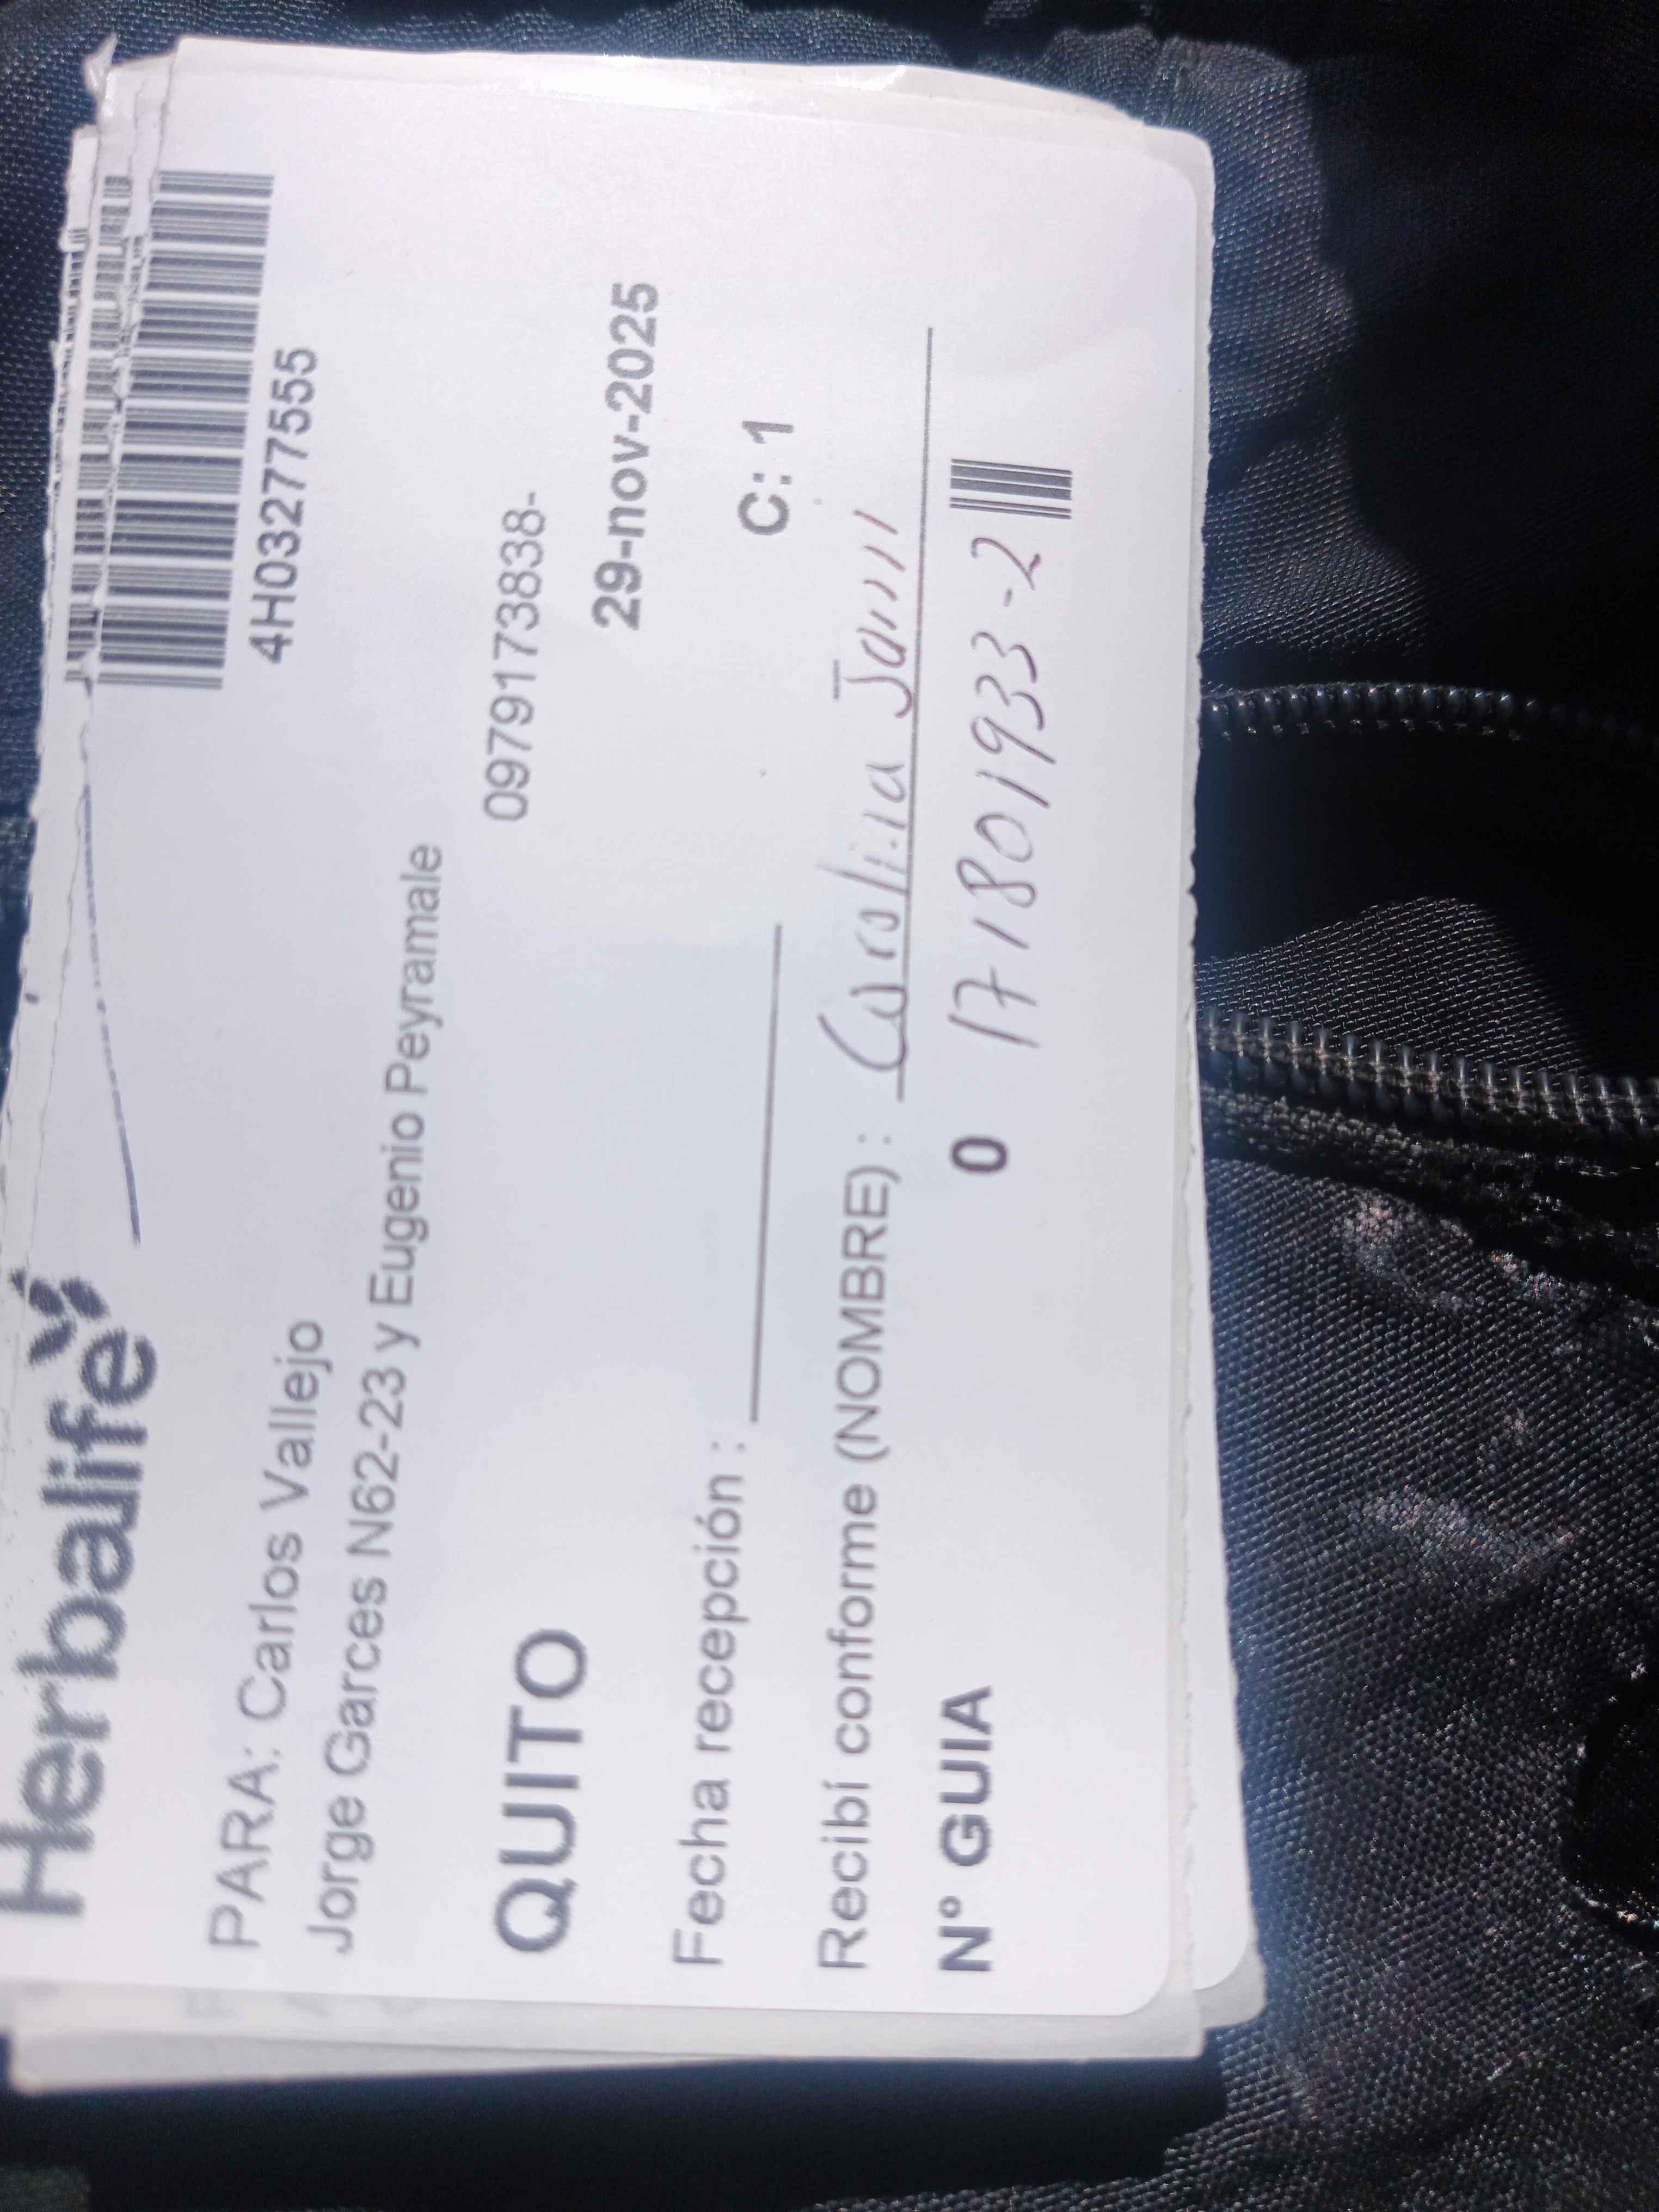 Herbalife
4H03277555
PARA: Carlos Vallejo
Jorge Garces N62-23 y Eugenio Peyramale
0979173838-
QUITO
29-nov-2025
Fecha recepción :
C: 1
Recibí conforme (NOMBRE) : Carolina
Nº GUIA 0 171801933-2